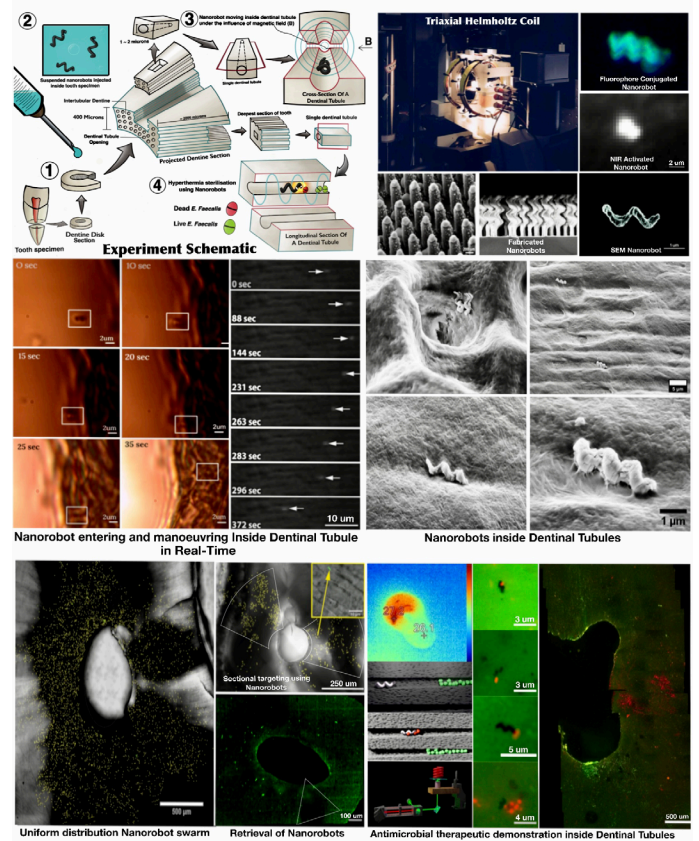 2
Suspended nanorobots injected
inside tooth specimen
1 – 2 microns
3
Nanorobot moving inside dental tubule
under the influence of magnetic field (B)
B
Single dentinal tubule
Cross-Section Of A
Dentinal Tubule
Intertubular Dentine
400 Microns
Dentinal Tubule
Opening
Projected Dentine Section
Deepest section of tooth
Single dentinal tubule
1
Tooth specimen
Dentine Disk
Section
4
Hyperthermia sterilisation
using Nanorobots
Dead E. Faecalis
Live E. Faecalis
Longitudinal Section Of
A Dentinal Tubule
Experiment Schematic
Triaxial Helmholtz Coil
Fluorophore Conjugated
Nanorobot
NIR Activated
Nanorobot
2 um
Fabricated
Nanorobots
SEM Nanorobot
1 µm
0 sec
2um
10 sec
15 sec
2um
20 sec
2um
25 sec
2um
35 sec
2um
0 sec
88 sec
144 sec
231 sec
263 sec
283 sec
296 sec
372 sec
10 um
Nanorobot entering and manoeuvring Inside Dentinal Tubule
in Real-Time
1 µm
Nanorobots inside Dentinal Tubules
500 µm
Uniform distribution Nanorobot swarm
Sectional targeting using
Nanorobots
250 um
100 um
Retrieval of Nanorobots
26.1
3 um
3 um
5 um
4 um
500 um
Antimicrobial therapeutic demonstration inside Dentinal Tubules